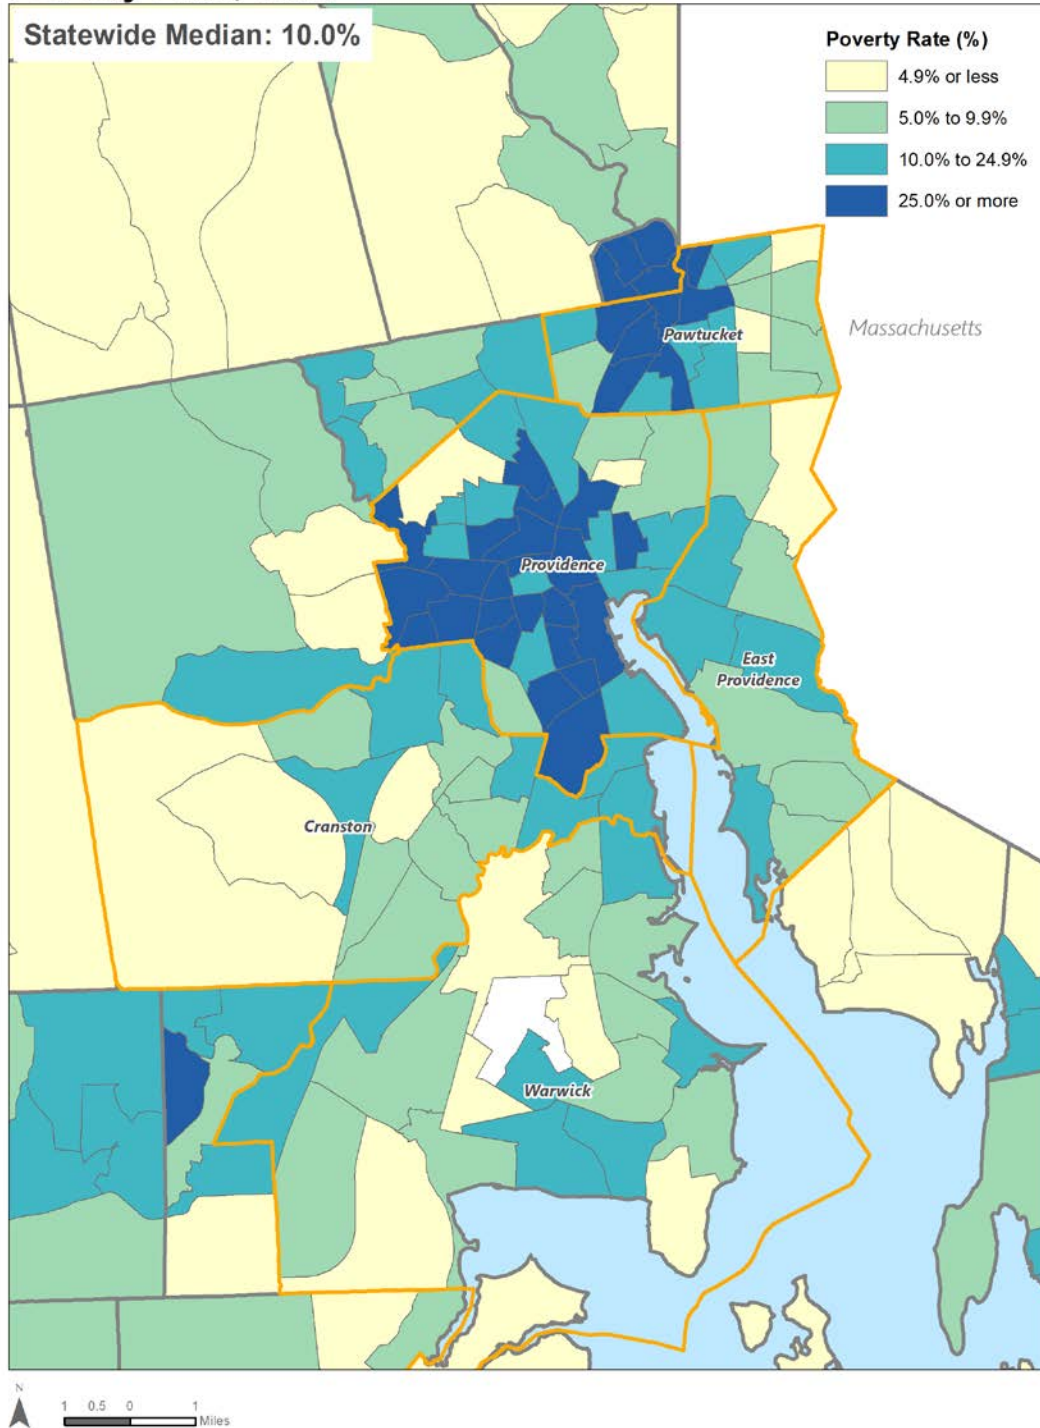 Statewide Median: 10.0%
Poverty Rate (%)
4.9% or less
5.0% to 9.9%
10.0% to 24.9%
25.0% or more
Massachusetts
Pawtucket
Providence
East
Providence
Cranston
Warwick
N
1 0.5 0 1
Miles